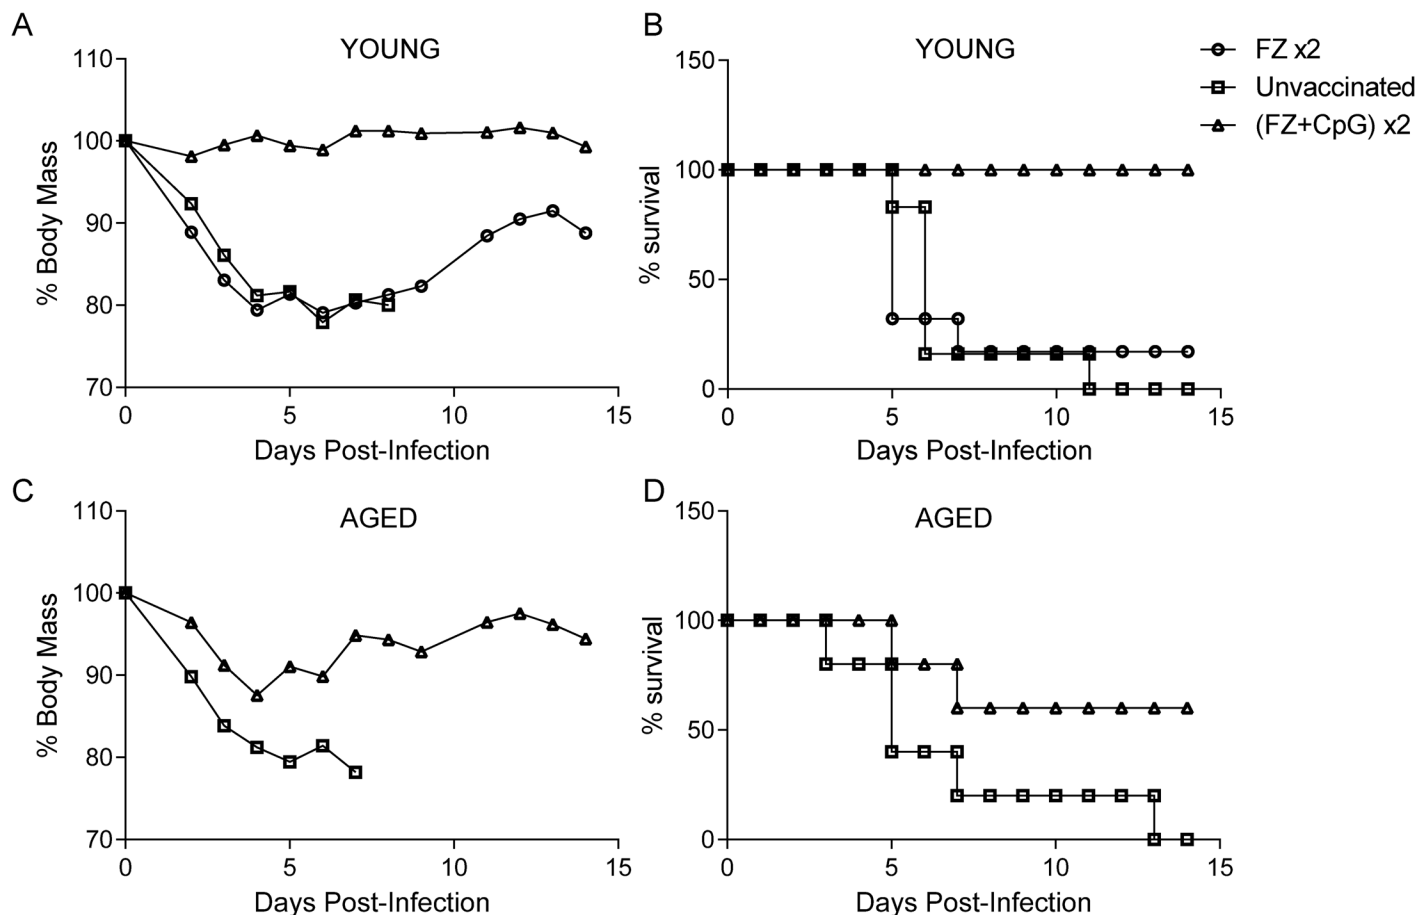 A
YOUNG
110
100
90
80
70
% Body Mass
0 5 10 15
Days Post-Infection
B
YOUNG
150
100
50
0
% survival
0 5 10 15
Days Post-Infection
FZ x2
Unvaccinated
(FZ+CpG) x2
C
AGED
110
100
90
80
70
% Body Mass
0 5 10 15
Days Post-Infection
D
AGED
150
100
50
0
% survival
0 5 10 15
Days Post-Infection